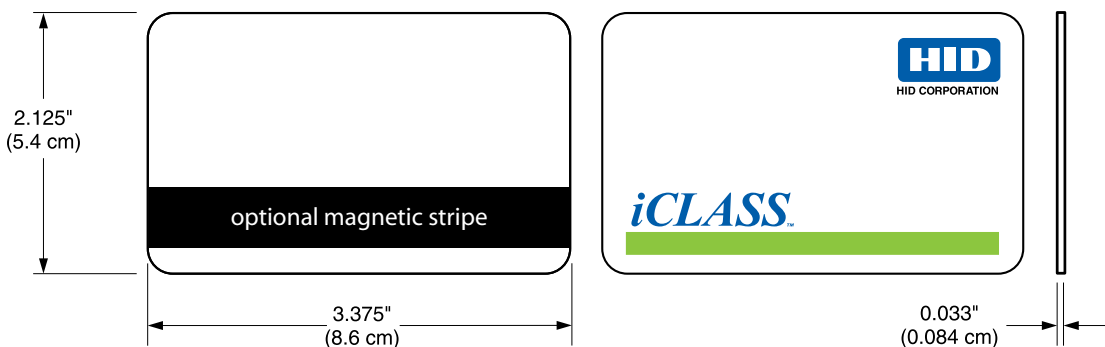 2.125"
(5.4 cm)
optional magnetic stripe
3.375"
(8.6 cm)
HID
HID CORPORATION
iCLASS™
0.033"
(0.084 cm)